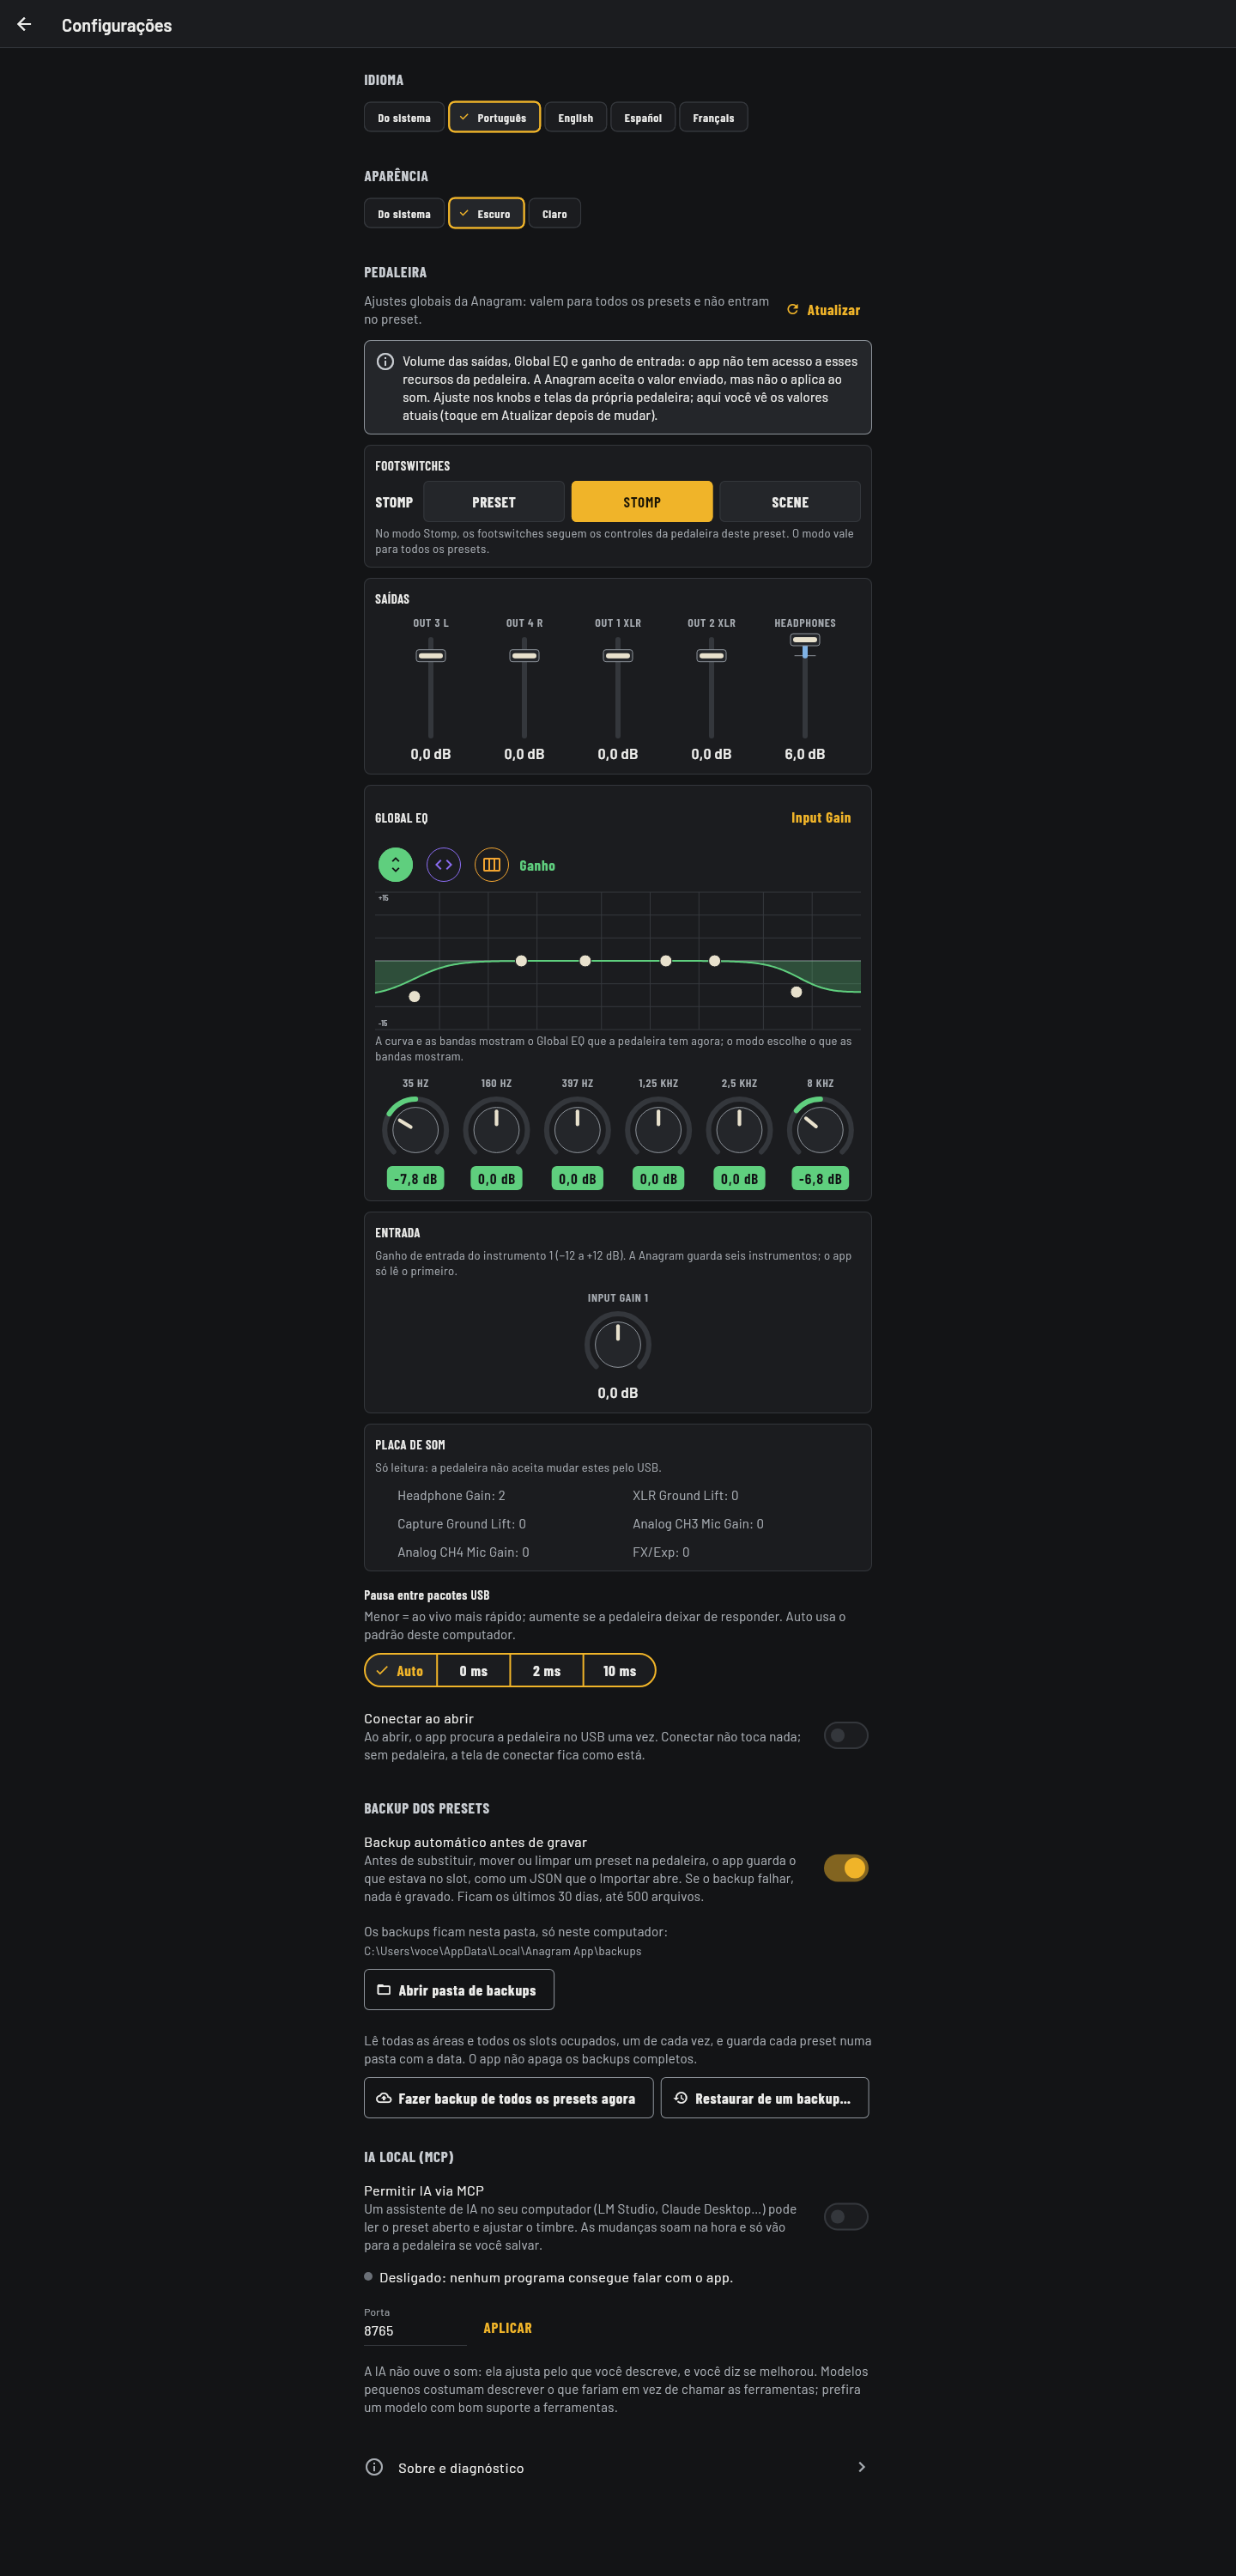 Configurações
IDIOMA
Do sistema
Português
English
Español
Français
APARÊNCIA
Do sistema
Escuro
Claro
PEDALEIRA
Ajustes globais da Anagram: valem para todos os presets e não entram
no preset.
Atualizar
Volume das saídas, Global EQ e ganho de entrada: o app não tem acesso a esses
recursos da pedaleira. A Anagram aceita o valor enviado, mas não o aplica ao
som. Ajuste nos knobs e telas da própria pedaleira; aqui você vê os valores
atuais (toque em Atualizar depois de mudar).
FOOTSWITCHES
STOMP
PRESET
STOMP
SCENE
No modo Stomp, os footswitches seguem os controles da pedaleira deste preset. O modo vale
para todos os presets.
SAÍDAS
OUT 3 L
OUT 4 R
OUT 1 XLR
OUT 2 XLR
HEADPHONES
0,0 dB
0,0 dB
0,0 dB
0,0 dB
6,0 dB
GLOBAL EQ
Input Gain
Ganho
+15
-15
A curva e as bandas mostram o Global EQ que a pedaleira tem agora; o modo escolhe o que as
bandas mostram.
35 HZ
160 HZ
397 HZ
1,25 KHZ
2,5 KHZ
8 KHZ
-7,8 dB
0,0 dB
0,0 dB
0,0 dB
0,0 dB
-6,8 dB
ENTRADA
Ganho de entrada do instrumento 1 (−12 a +12 dB). A Anagram guarda seis instrumentos; o app
só lê o primeiro.
INPUT GAIN 1
0,0 dB
PLACA DE SOM
Só leitura: a pedaleira não aceita mudar estes pelo USB.
Headphone Gain: 2
XLR Ground Lift: 0
Capture Ground Lift: 0
Analog CH3 Mic Gain: 0
Analog CH4 Mic Gain: 0
FX/Exp: 0
Pausa entre pacotes USB
Menor = ao vivo mais rápido; aumente se a pedaleira deixar de responder. Auto usa o
padrão deste computador.
Auto
0 ms
2 ms
10 ms
Conectar ao abrir
Ao abrir, o app procura a pedaleira no USB uma vez. Conectar não toca nada;
sem pedaleira, a tela de conectar fica como está.
BACKUP DOS PRESETS
Backup automático antes de gravar
Antes de substituir, mover ou limpar um preset na pedaleira, o app guarda o
que estava no slot, como um JSON que o Importar abre. Se o backup falhar,
nada é gravado. Ficam os últimos 30 dias, até 500 arquivos.
Os backups ficam nesta pasta, só neste computador:
C:\Users\voce\AppData\Local\Anagram App\backups
Abrir pasta de backups
Lê todas as áreas e todos os slots ocupados, um de cada vez, e guarda cada preset numa
pasta com a data. O app não apaga os backups completos.
Fazer backup de todos os presets agora
Restaurar de um backup...
IA LOCAL (MCP)
Permitir IA via MCP
Um assistente de IA no seu computador (LM Studio, Claude Desktop...) pode
ler o preset aberto e ajustar o timbre. As mudanças soam na hora e só vão
para a pedaleira se você salvar.
Desligado: nenhum programa consegue falar com o app.
Porta
8765
APLICAR
A IA não ouve o som: ela ajusta pelo que você descreve, e você diz se melhorou. Modelos
pequenos costumam descrever o que fariam em vez de chamar as ferramentas; prefira
um modelo com bom suporte a ferramentas.
Sobre e diagnóstico